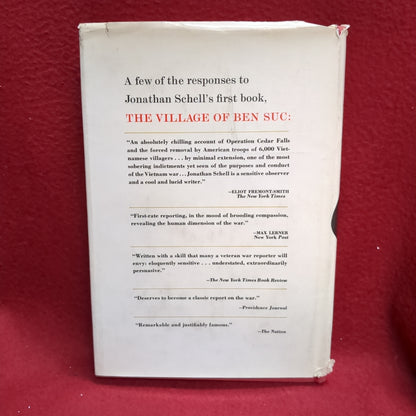 A few of the responses to
Jonathan Schell's first book,
THE VILLAGE OF BEN SUC:
"An absolutely chilling account of Operation Cedar Falls
and the forced removal by American troops of 6,000 Viet-
namese villagers . . . by minimal extension, one of the most
sobering indictments yet seen of the purposes and conduct
of the Vietnam war . . . Jonathan Schell is a sensitive observer
and a cool and lucid writer."
—ELIOT FREMONT-SMITH
The New York Times
"First-rate reporting, in the mood of brooding compassion,
revealing the human dimension of the war."
—MAX LERNER
New York Post
"Written with a skill that many a veteran war reporter will
envy: eloquently sensitive . . . understated, extraordinarily
persuasive."
—The New York Times Book Review
"Deserves to become a classic report on the war."
—Providence Journal
"Remarkable and justifiably famous."
—The Nation